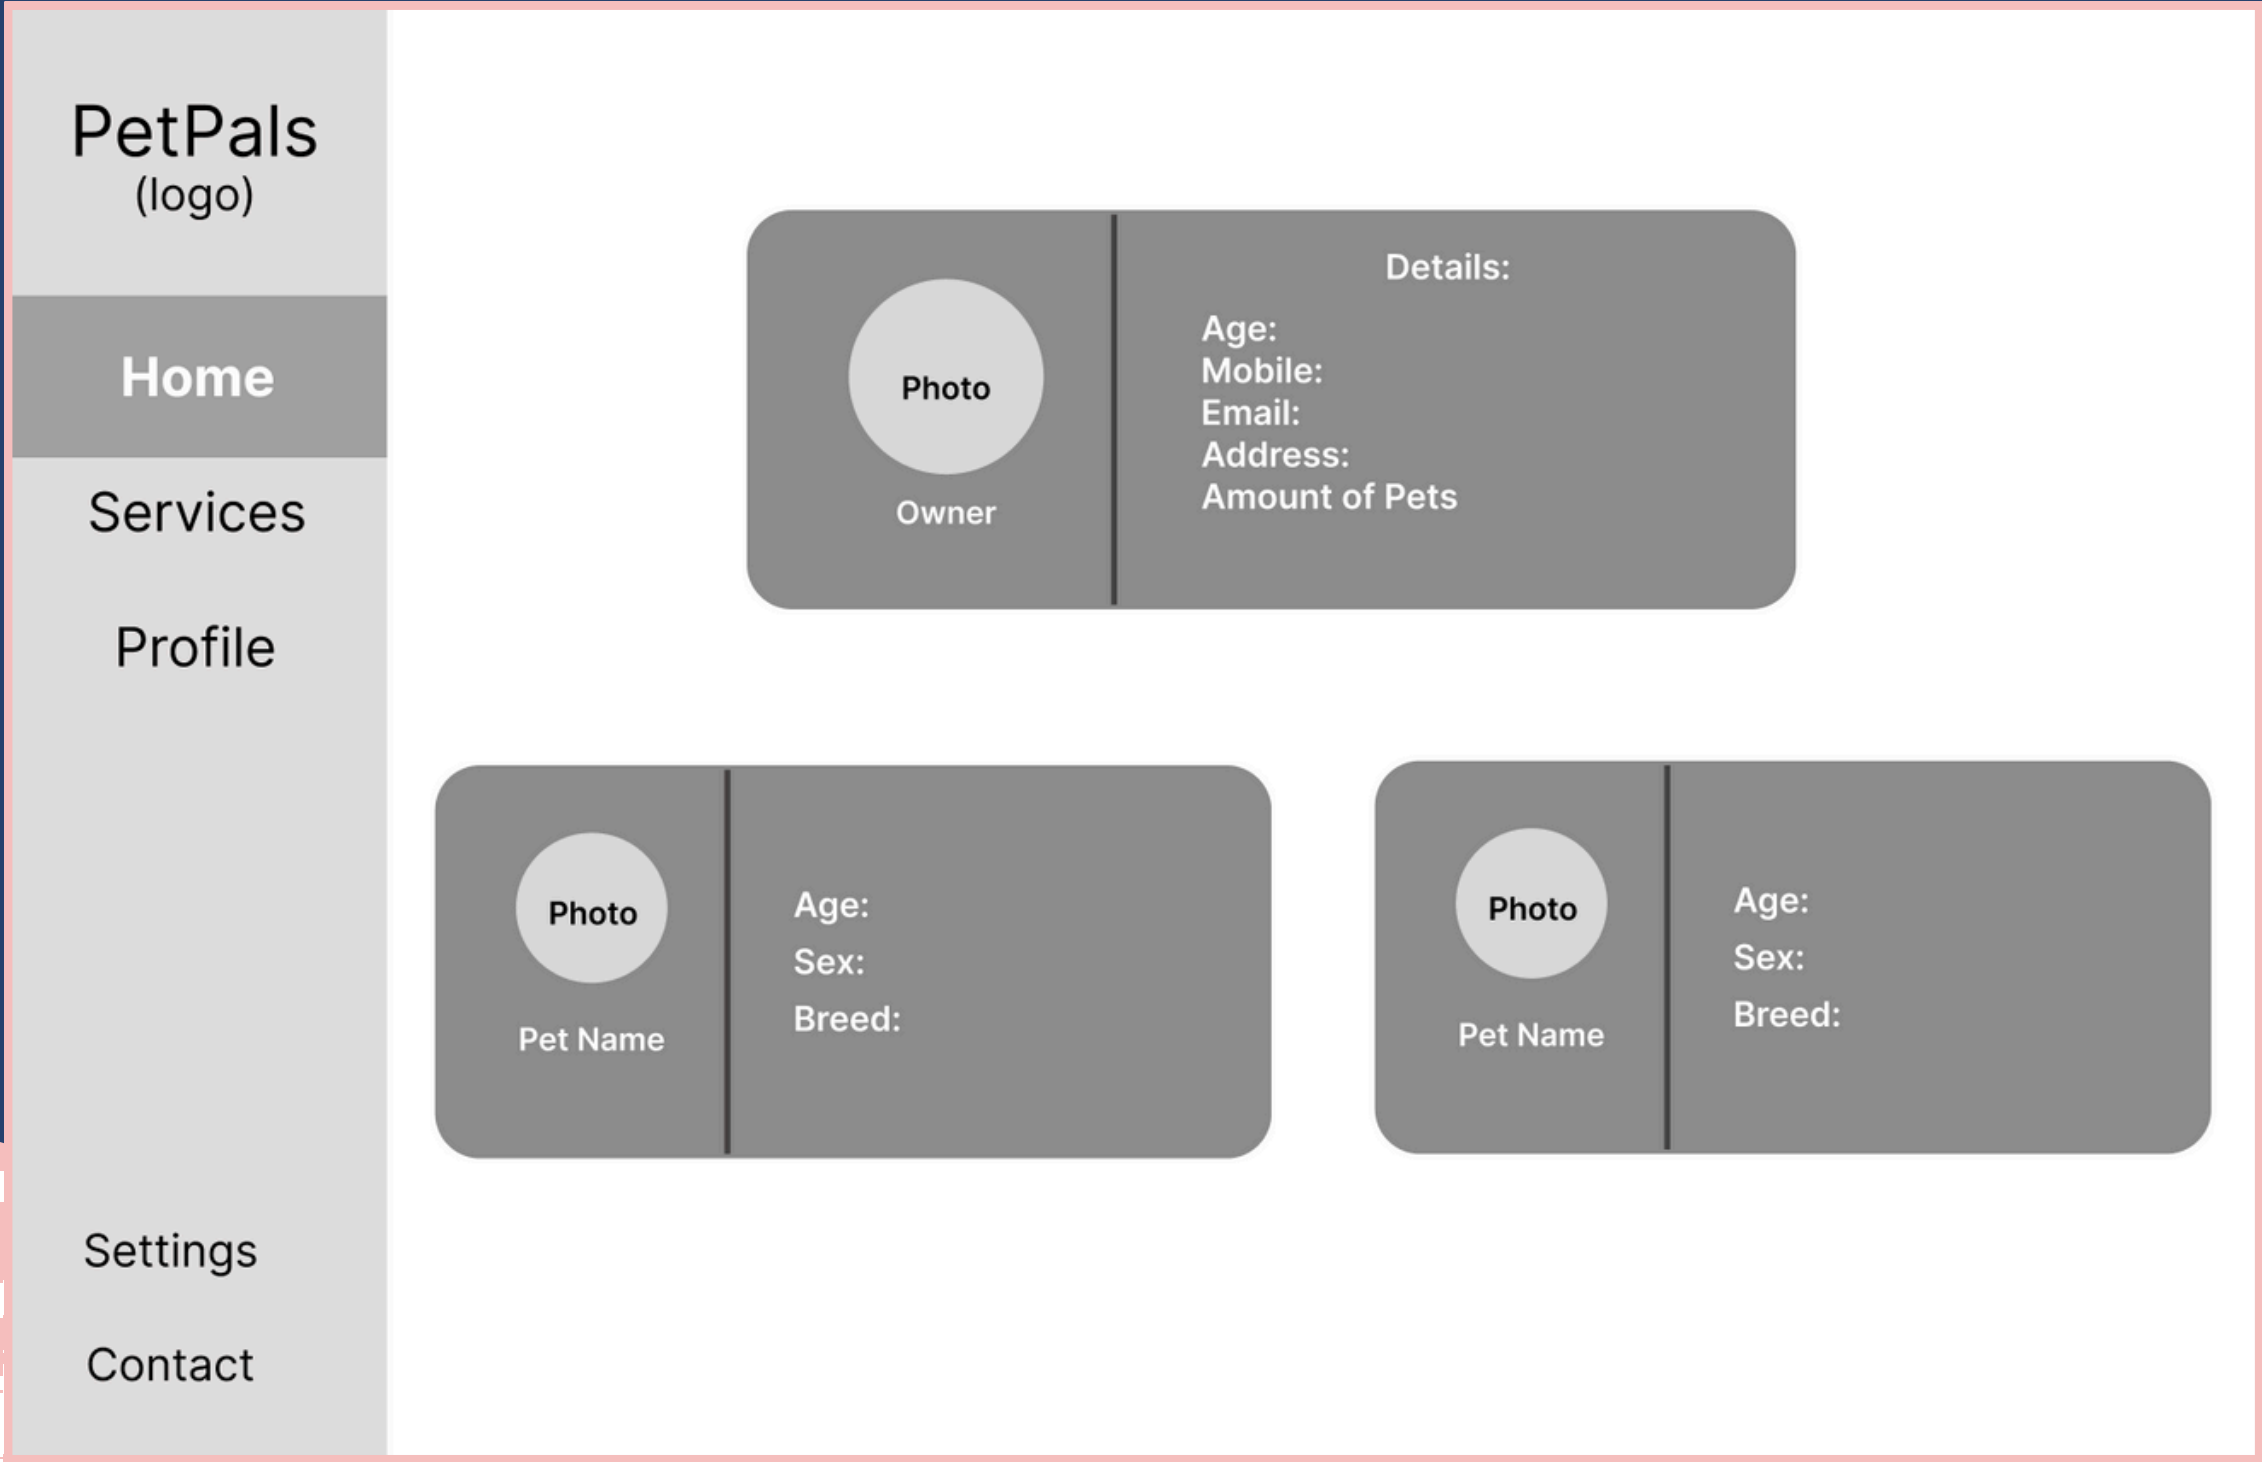 PetPals
(logo)
Home
Services
Profile
Settings
Contact
Photo
Owner
Details:
Age:
Mobile:
Email:
Address:
Amount of Pets
Photo
Pet Name
Age:
Sex:
Breed:
Photo
Pet Name
Age:
Sex:
Breed: